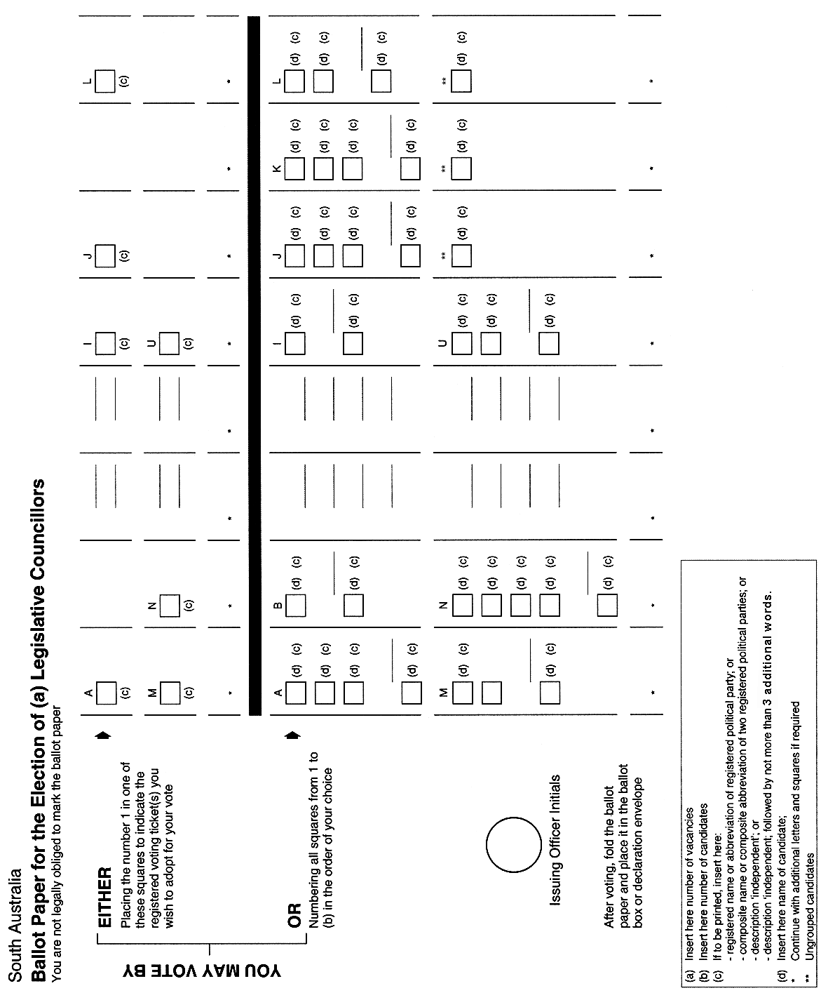 South Australia
Ballot Paper for the Election of (a) Legislative Councillors
You are not legally obliged to mark the ballot paper
YOU MAY VOTE BY
EITHER
Placing the number 1 in one of
these squares to indicate the
registered voting ticket(s) you
wish to adopt for your vote
A I J L
(c) (c) (c) (c)
M N U
(c) (c) (c)
* * * * * * * *
OR
Numbering all squares from 1 to
(b) in the order of your choice
A B I J K L
(d) (c) (d) (c) (d) (c) (d) (c) (d) (c) (d) (c)
(d) (c) (d) (c) (d) (c) (d) (c)
(d) (c) (d) (c) (d) (c) (d) (c) (d) (c)
(d) (c)
(d) (c) (d) (c) (d) (c)
M N U ** ** **
(d) (c) (d) (c) (d) (c) (d) (c) (d) (c) (d) (c)
(d) (c) (d) (c)
(d) (c)
(d) (c) (d) (c) (d) (c)
(d) (c)
* * * * * * * *
Issuing Officer Initials
After voting, fold the ballot
paper and place it in the ballot
box or declaration envelope
(a) Insert here number of vacancies
(b) Insert here number of candidates
(c) If to be printed, insert here:
- registered name or abbreviation of registered political party; or
- composite name or composite abbreviation of two registered political parties; or
- description 'independent'; or
- description 'independent; followed by not more than 3 additional words.
(d) Insert here name of candidate;
* Continue with additional letters and squares if required
** Ungrouped candidates